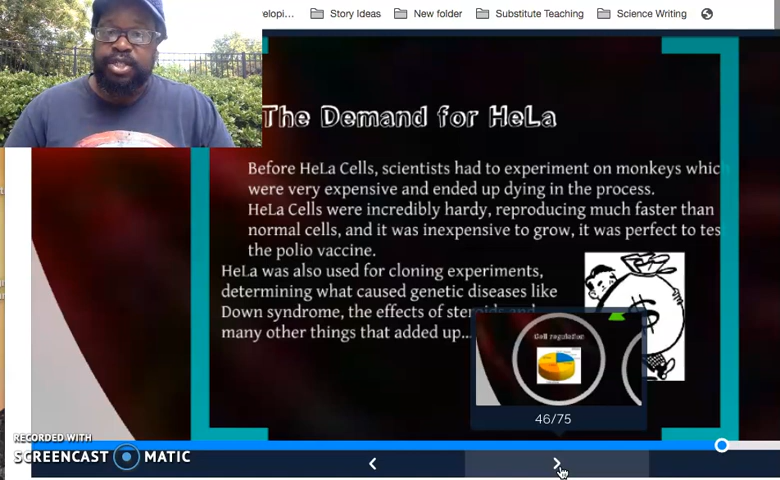 elopi...
Story Ideas
New folder
Substitute Teaching
Science Writing
The Demand for HeLa
Before HeLa Cells, scientists had to experiment on monkeys which
were very expensive and ended up dying in the process.
HeLa Cells were incredibly hardy, reproducing much faster than
normal cells, and it was inexpensive to grow, it was perfect to tes
the polio vaccine.
HeLa was also used for cloning experiments,
determining what caused genetic diseases like
Down syndrome, the effects of steroids and
many other things that added up...
$
Cell regulation
46/75
RECORDED WITH
SCREENCAST MATIC